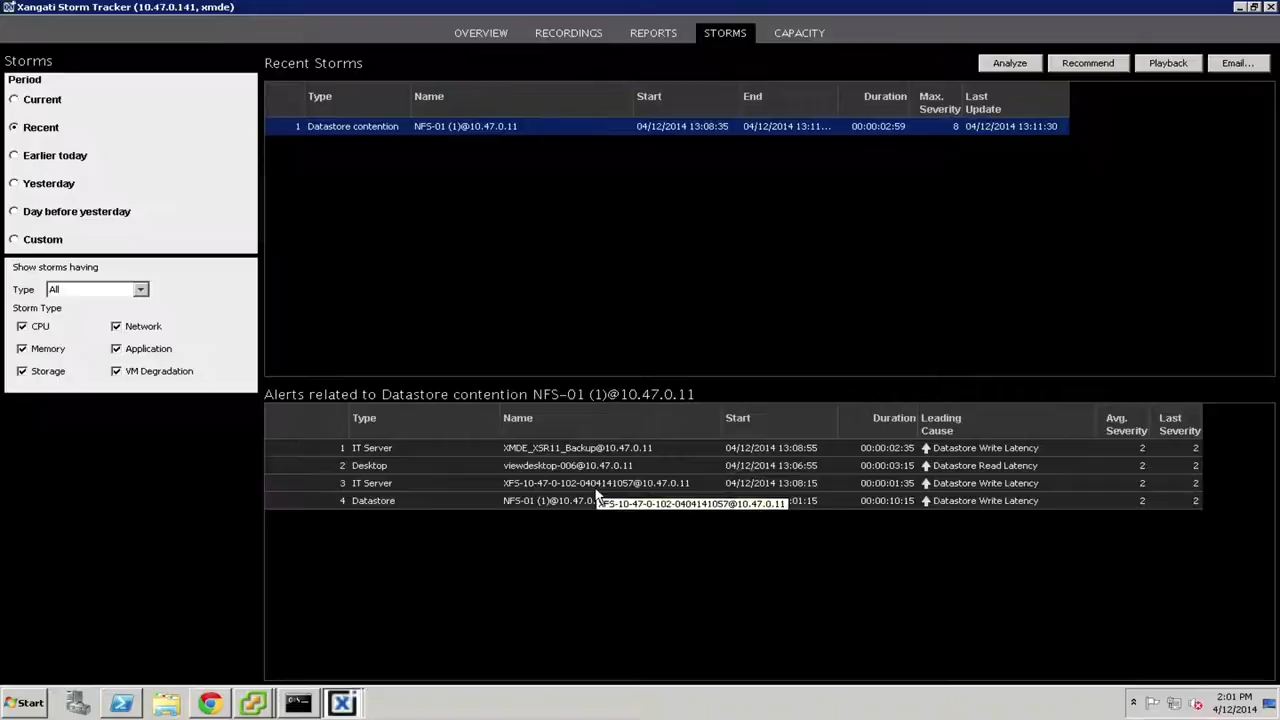 Xangati Storm Tracker (10.47.0.141, xmde)
OVERVIEW RECORDINGS REPORTS STORMS CAPACITY
Storms
Period
Current
Recent
Earlier today
Yesterday
Day before yesterday
Custom
Show storms having
Type All
Storm Type
CPU Network
Memory Application
Storage VM Degradation
Recent Storms Analyze Recommend Playback Email...
Type Name Start End Duration Max. Severity Last Update
1 Datastore contention NFS-01 (1)@10.47.0.11 04/12/2014 13:08:35 04/12/2014 13:11... 00:00:02:59 8 04/12/2014 13:11:30
Alerts related to Datastore contention NFS-01 (1)@10.47.0.11
Type Name Start Duration Leading Cause Avg. Severity Last Severity
1 IT Server XMDE_XSR11_Backup@10.47.0.11 04/12/2014 13:08:55 00:00:02:35 Datastore Write Latency 2 2
2 Desktop viewdesktop-006@10.47.0.11 04/12/2014 13:06:55 00:00:03:15 Datastore Read Latency 2 2
3 IT Server XFS-10-47-0-102-0404141057@10.47.0.11 04/12/2014 13:08:15 00:00:01:35 Datastore Write Latency 2 2
4 Datastore NFS-01 (1)@10.47.0. :01:15 00:00:10:15 Datastore Write Latency 2 2
XFS-10-47-0-102-0404141057@10.47.0.11
Start
2:01 PM
4/12/2014